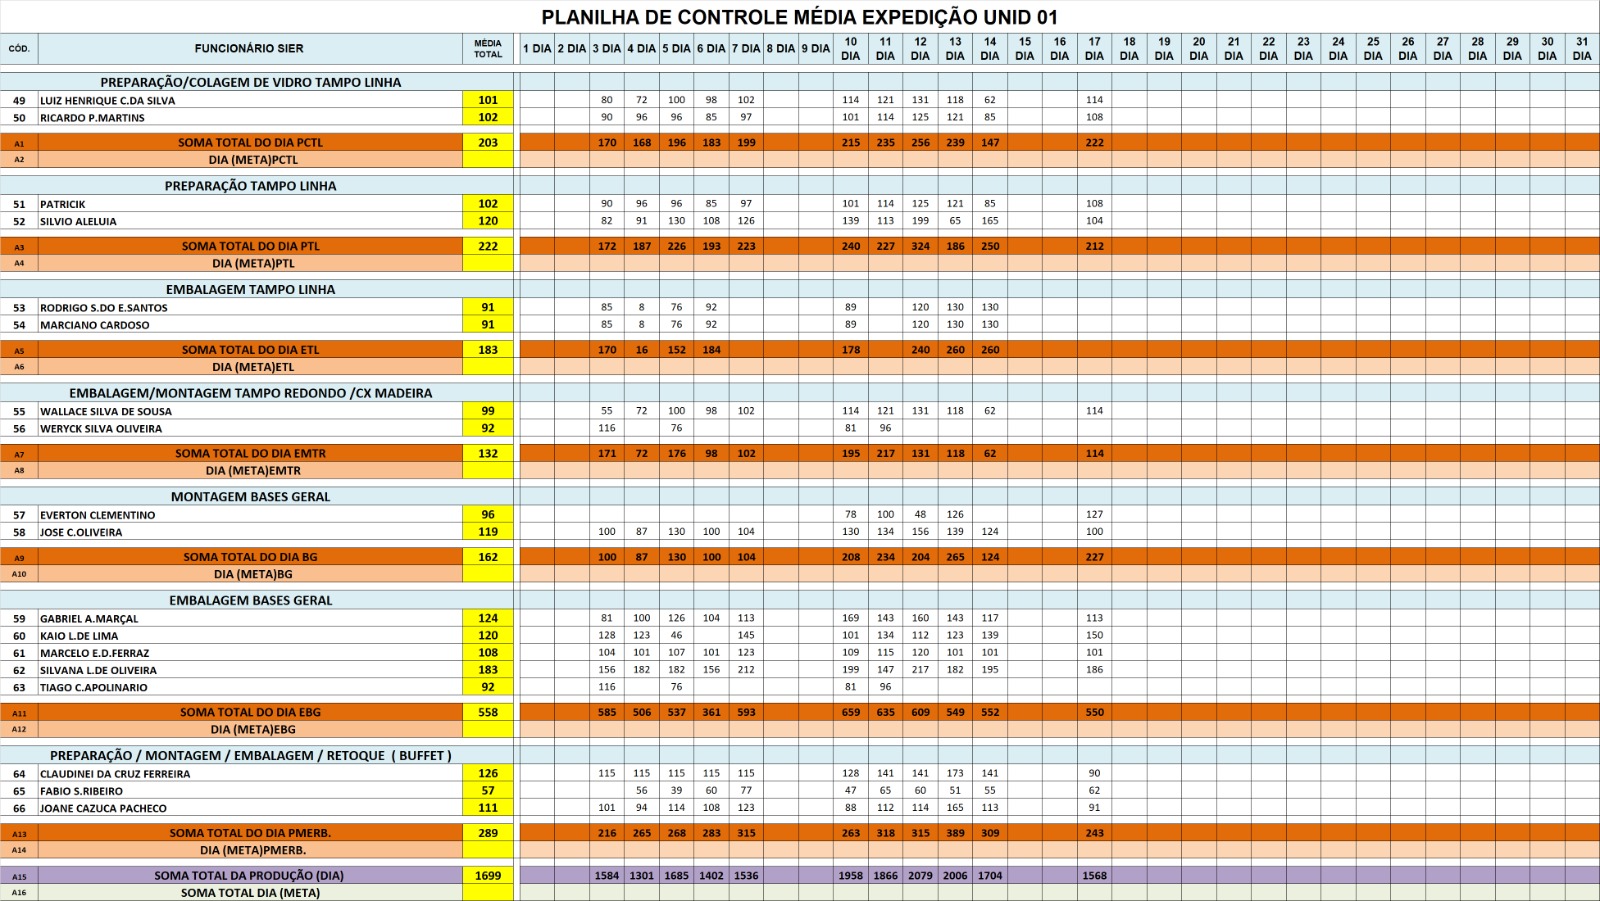 PLANILHA DE CONTROLE MÉDIA EXPEDIÇÃO UNID 01
CÓD. FUNCIONÁRIO SIER MÉDIA TOTAL 1 DIA 2 DIA 3 DIA 4 DIA 5 DIA 6 DIA 7 DIA 8 DIA 9 DIA 10 DIA 11 DIA 12 DIA 13 DIA 14 DIA 15 DIA 16 DIA 17 DIA 18 DIA 19 DIA 20 DIA 21 DIA 22 DIA 23 DIA 24 DIA 25 DIA 26 DIA 27 DIA 28 DIA 29 DIA 30 DIA 31 DIA
PREPARAÇÃO/COLAGEM DE VIDRO TAMPO LINHA
49 LUIZ HENRIQUE C.DA SILVA 101 80 72 100 98 102 114 121 131 118 62 114
50 RICARDO P.MARTINS 102 90 96 96 85 97 101 114 125 121 85 108
A1 SOMA TOTAL DO DIA PCTL 203 170 168 196 183 199 215 235 256 239 147 222
A2 DIA (META)PCTL
PREPARAÇÃO TAMPO LINHA
51 PATRICIK 102 90 96 96 85 97 101 114 125 121 85 108
52 SILVIO ALELUIA 120 82 91 130 108 126 139 113 199 65 165 104
A3 SOMA TOTAL DO DIA PTL 222 172 187 226 193 223 240 227 324 186 250 212
A4 DIA (META)PTL
EMBALAGEM TAMPO LINHA
53 RODRIGO S.DO E.SANTOS 91 85 8 76 92 89 120 130 130
54 MARCIANO CARDOSO 91 85 8 76 92 89 120 130 130
A5 SOMA TOTAL DO DIA ETL 183 170 16 152 184 178 240 260 260
A6 DIA (META)ETL
EMBALAGEM/MONTAGEM TAMPO REDONDO /CX MADEIRA
55 WALLACE SILVA DE SOUSA 99 55 72 100 98 102 114 121 131 118 62 114
56 WERYCK SILVA OLIVEIRA 92 116 76 81 96
A7 SOMA TOTAL DO DIA EMTR 132 171 72 176 98 102 195 217 131 118 62 114
A8 DIA (META)EMTR
MONTAGEM BASES GERAL
57 EVERTON CLEMENTINO 96 78 100 48 126 127
58 JOSE C.OLIVEIRA 119 100 87 130 100 104 130 134 156 139 124 100
A9 SOMA TOTAL DO DIA BG 162 100 87 130 100 104 208 234 204 265 124 227
A10 DIA (META)BG
EMBALAGEM BASES GERAL
59 GABRIEL A.MARÇAL 124 81 100 126 104 113 169 143 160 143 117 113
60 KAIO L.DE LIMA 120 128 123 46 145 101 134 112 123 139 150
61 MARCELO E.D.FERRAZ 108 104 101 107 101 123 109 115 120 101 101 101
62 SILVANA L.DE OLIVEIRA 183 156 182 182 156 212 199 147 217 182 195 186
63 TIAGO C.APOLINARIO 92 116 76 81 96
A11 SOMA TOTAL DO DIA EBG 558 585 506 537 361 593 659 635 609 549 552 550
A12 DIA (META)EBG
PREPARAÇÃO / MONTAGEM / EMBALAGEM / RETOQUE ( BUFFET )
64 CLAUDINEI DA CRUZ FERREIRA 126 115 115 115 115 115 128 141 141 173 141 90
65 FABIO S.RIBEIRO 57 56 39 60 77 47 65 60 51 55 62
66 JOANE CAZUCA PACHECO 111 101 94 114 108 123 88 112 114 165 113 91
A13 SOMA TOTAL DO DIA PMERB. 289 216 265 268 283 315 263 318 315 389 309 243
A14 DIA (META)PMERB.
A15 SOMA TOTAL DA PRODUÇÃO (DIA) 1699 1584 1301 1685 1402 1536 1958 1866 2079 2006 1704 1568
A16 SOMA TOTAL DIA (META)